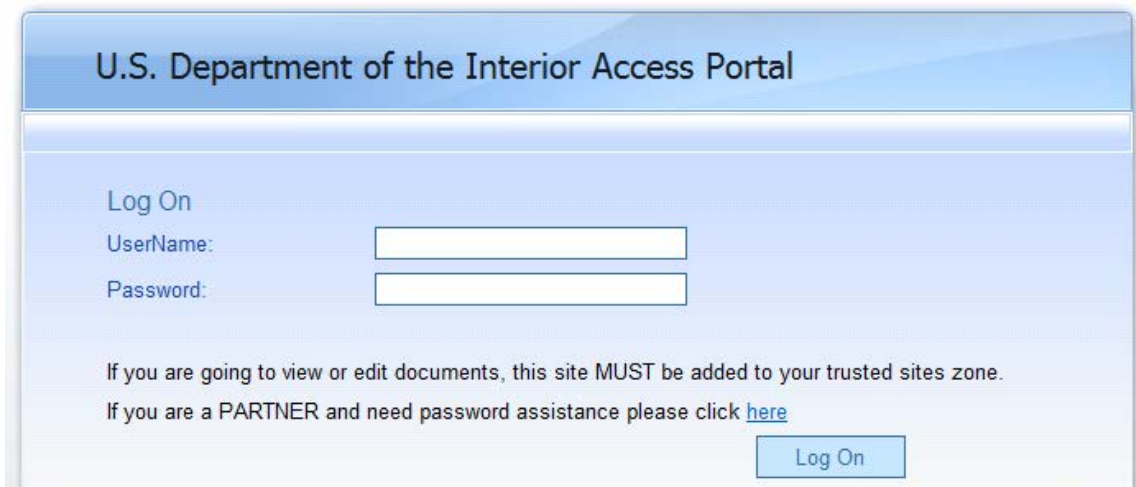 U.S. Department of the Interior Access Portal
Log On
UserName:
Password:
If you are going to view or edit documents, this site MUST be added to your trusted sites zone.
If you are a PARTNER and need password assistance please click here
Log On